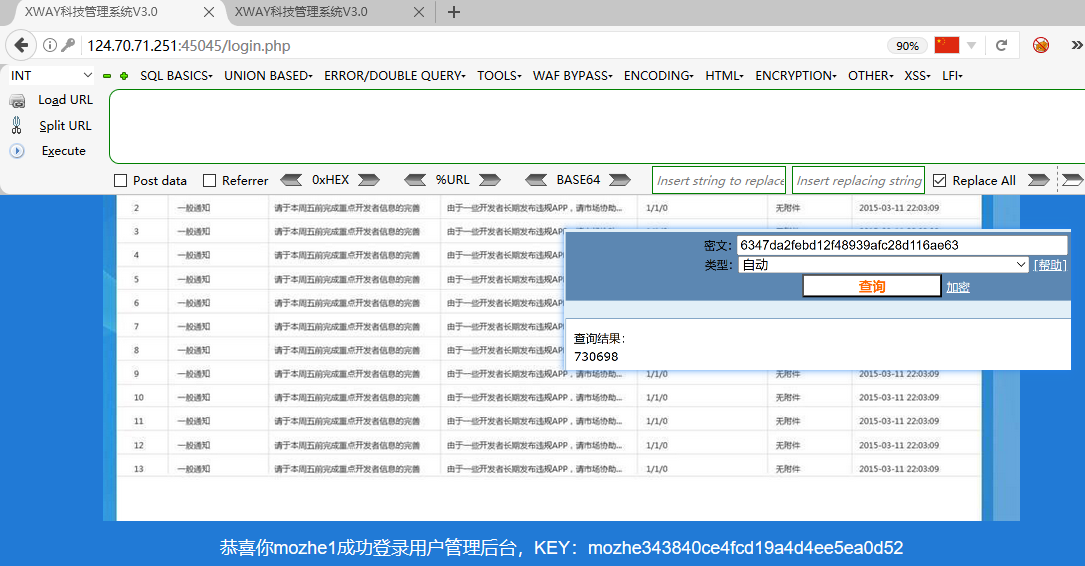 XWAY科技管理系统V3.0 XWAY科技管理系统V3.0
124.70.71.251:45045/login.php 90%
INT SQL BASICS UNION BASED ERROR/DOUBLE QUERY TOOLS WAF BYPASS ENCODING HTML ENCRYPTION OTHER XSS LFI
Load URL
Split URL
Execute
Post data Referrer 0xHEX %URL BASE64 Insert string to replace Insert replacing string Replace All
2 一般通知 请于本周五前完成重点开发者信息的完善 由于一些开发者长期发布违规APP，请市场协助... 1/1/0 无附件 2015-03-11 22:03:09
3 一般通知 请于本周五前完成重点开发者信息的完善 由于一些开发者长期发布违规AP
密文： 6347da2febd12f48939afc28d116ae63
4 一般通知 请于本周五前完成重点开发者信息的完善 由于一些开发者长期发布违规AP
类型： 自动 [帮助]
5 一般通知 请于本周五前完成重点开发者信息的完善 由于一些开发者长期发布违规AP
查询 加密
6 一般通知 请于本周五前完成重点开发者信息的完善 由于一些开发者长期发布违规AP
7 一般通知 请于本周五前完成重点开发者信息的完善 由于一些开发者长期发布违规AP
查询结果：
8 一般通知 请于本周五前完成重点开发者信息的完善 由于一些开发者长期发布违规AP
730698
9 一般通知 请于本周五前完成重点开发者信息的完善 由于一些开发者长期发布违规APP，请市场协助... 1/1/0 无附件 2015-03-11 22:03:09
10 一般通知 请于本周五前完成重点开发者信息的完善 由于一些开发者长期发布违规APP，请市场协助... 1/1/0 无附件 2015-03-11 22:03:09
11 一般通知 请于本周五前完成重点开发者信息的完善 由于一些开发者长期发布违规APP，请市场协助... 1/1/0 无附件 2015-03-11 22:03:09
12 一般通知 请于本周五前完成重点开发者信息的完善 由于一些开发者长期发布违规APP，请市场协助... 1/1/0 无附件 2015-03-11 22:03:09
13 一般通知 请于本周五前完成重点开发者信息的完善 由于一些开发者长期发布违规APP，请市场协助... 1/1/0 无附件 2015-03-11 22:03:09
恭喜你mozhe1成功登录用户管理后台，KEY：mozhe343840ce4fcd19a4d4ee5ea0d52